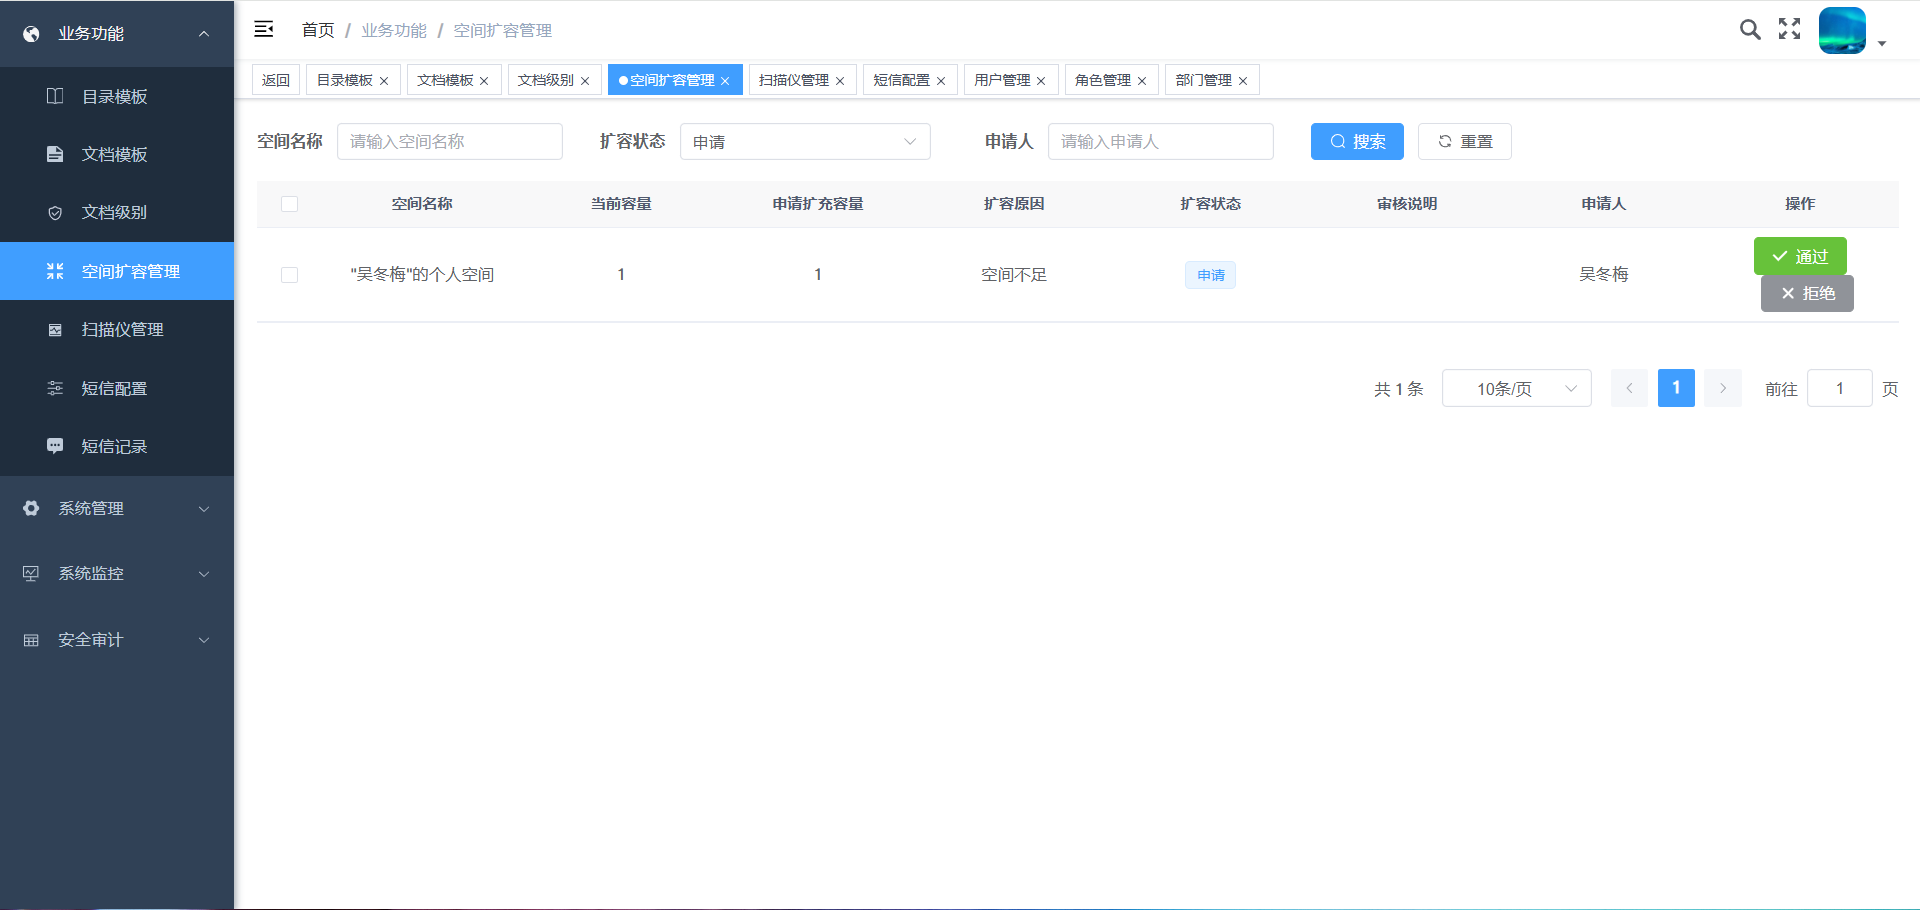 业务功能
目录模板
文档模板
文档级别
空间扩容管理
扫描仪管理
短信配置
短信记录
系统管理
系统监控
安全审计
首页 / 业务功能 / 空间扩容管理
返回 目录模板 文档模板 文档级别 空间扩容管理 扫描仪管理 短信配置 用户管理 角色管理 部门管理
空间名称 请输入空间名称 扩容状态 申请 申请人 请输入申请人 搜索 重置
空间名称 当前容量 申请扩充容量 扩容原因 扩容状态 审核说明 申请人 操作
"吴冬梅"的个人空间 1 1 空间不足 申请 吴冬梅 通过
拒绝
共 1 条 10条/页 1 前往 1 页